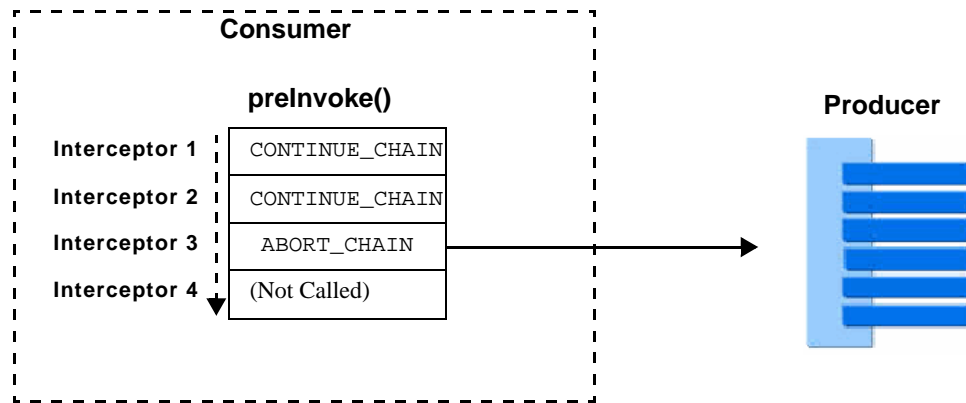 Consumer
preInvoke()
Producer
Interceptor 1 CONTINUE_CHAIN
Interceptor 2 CONTINUE_CHAIN
Interceptor 3 ABORT_CHAIN
Interceptor 4 (Not Called)